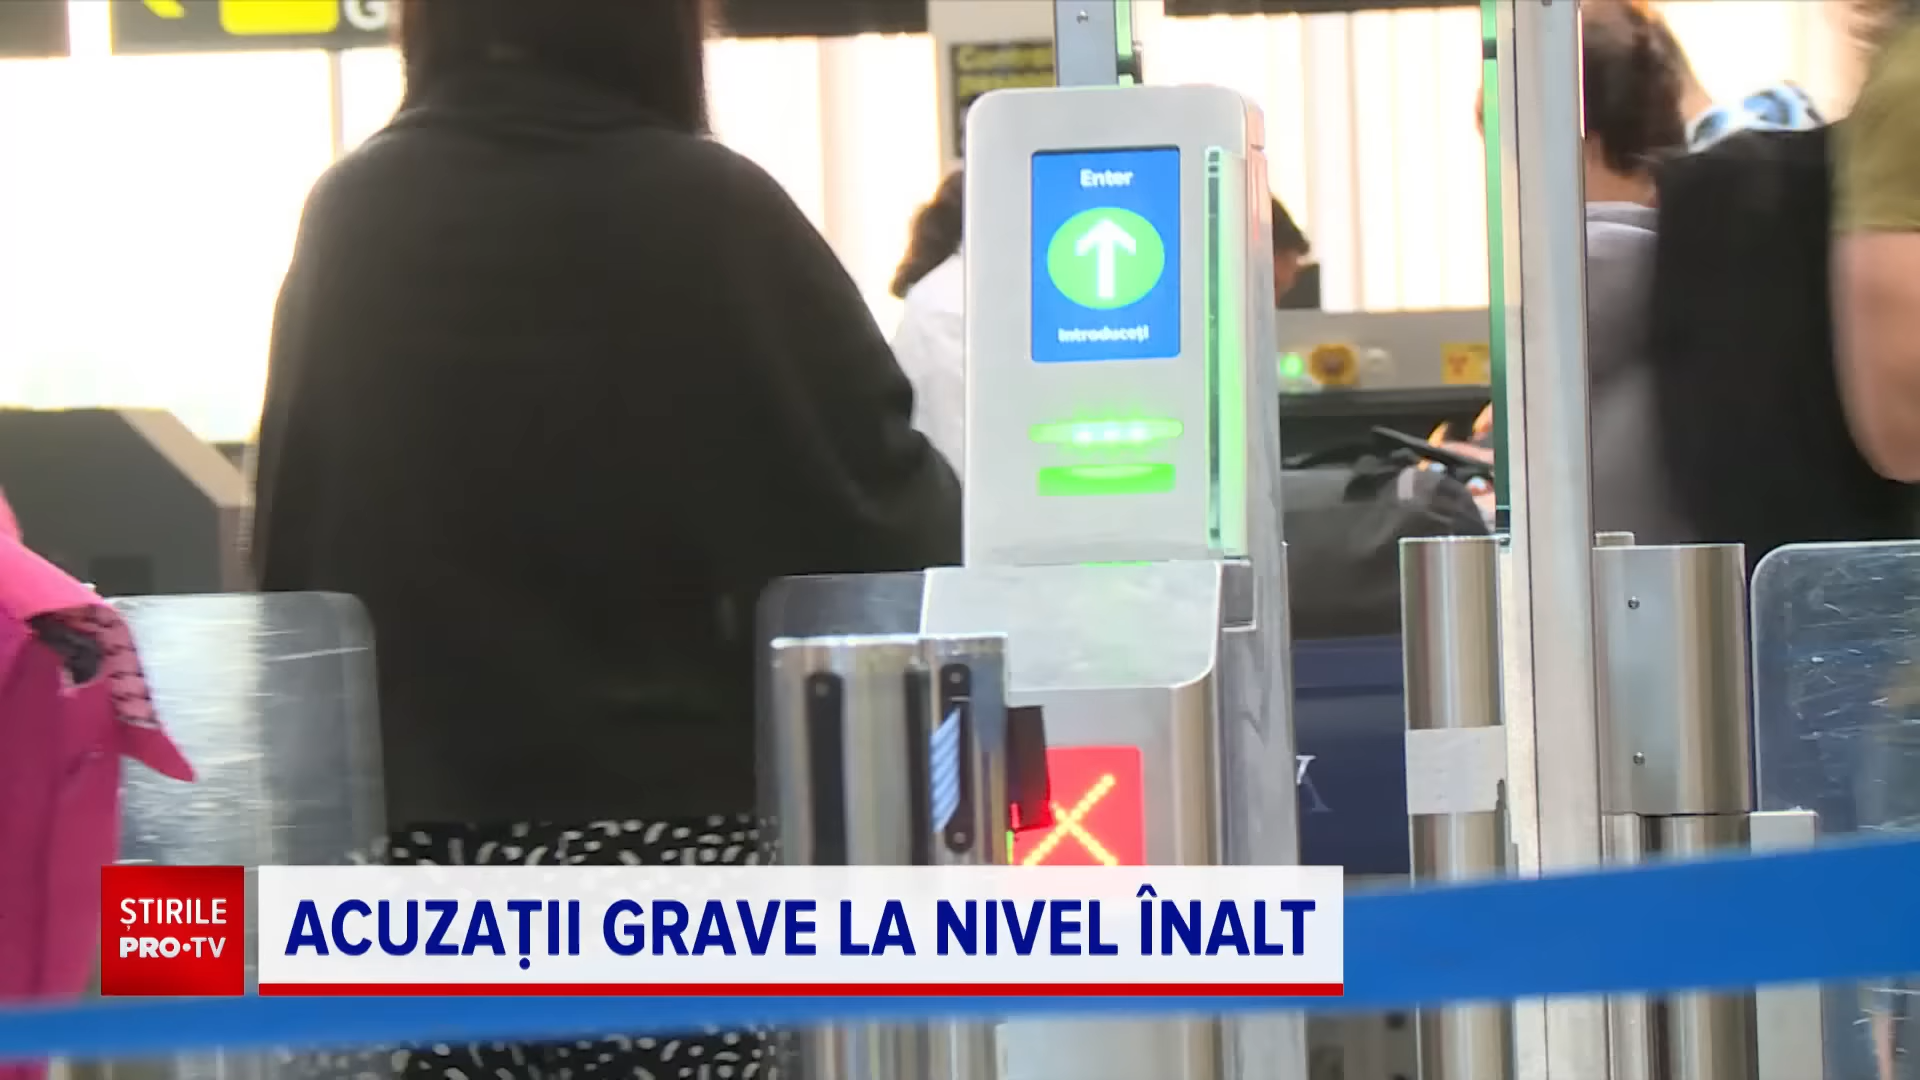 G
Enter
Introduceți
ȘTIRILE
PRO•TV
ACUZAȚII GRAVE LA NIVEL ÎNALT